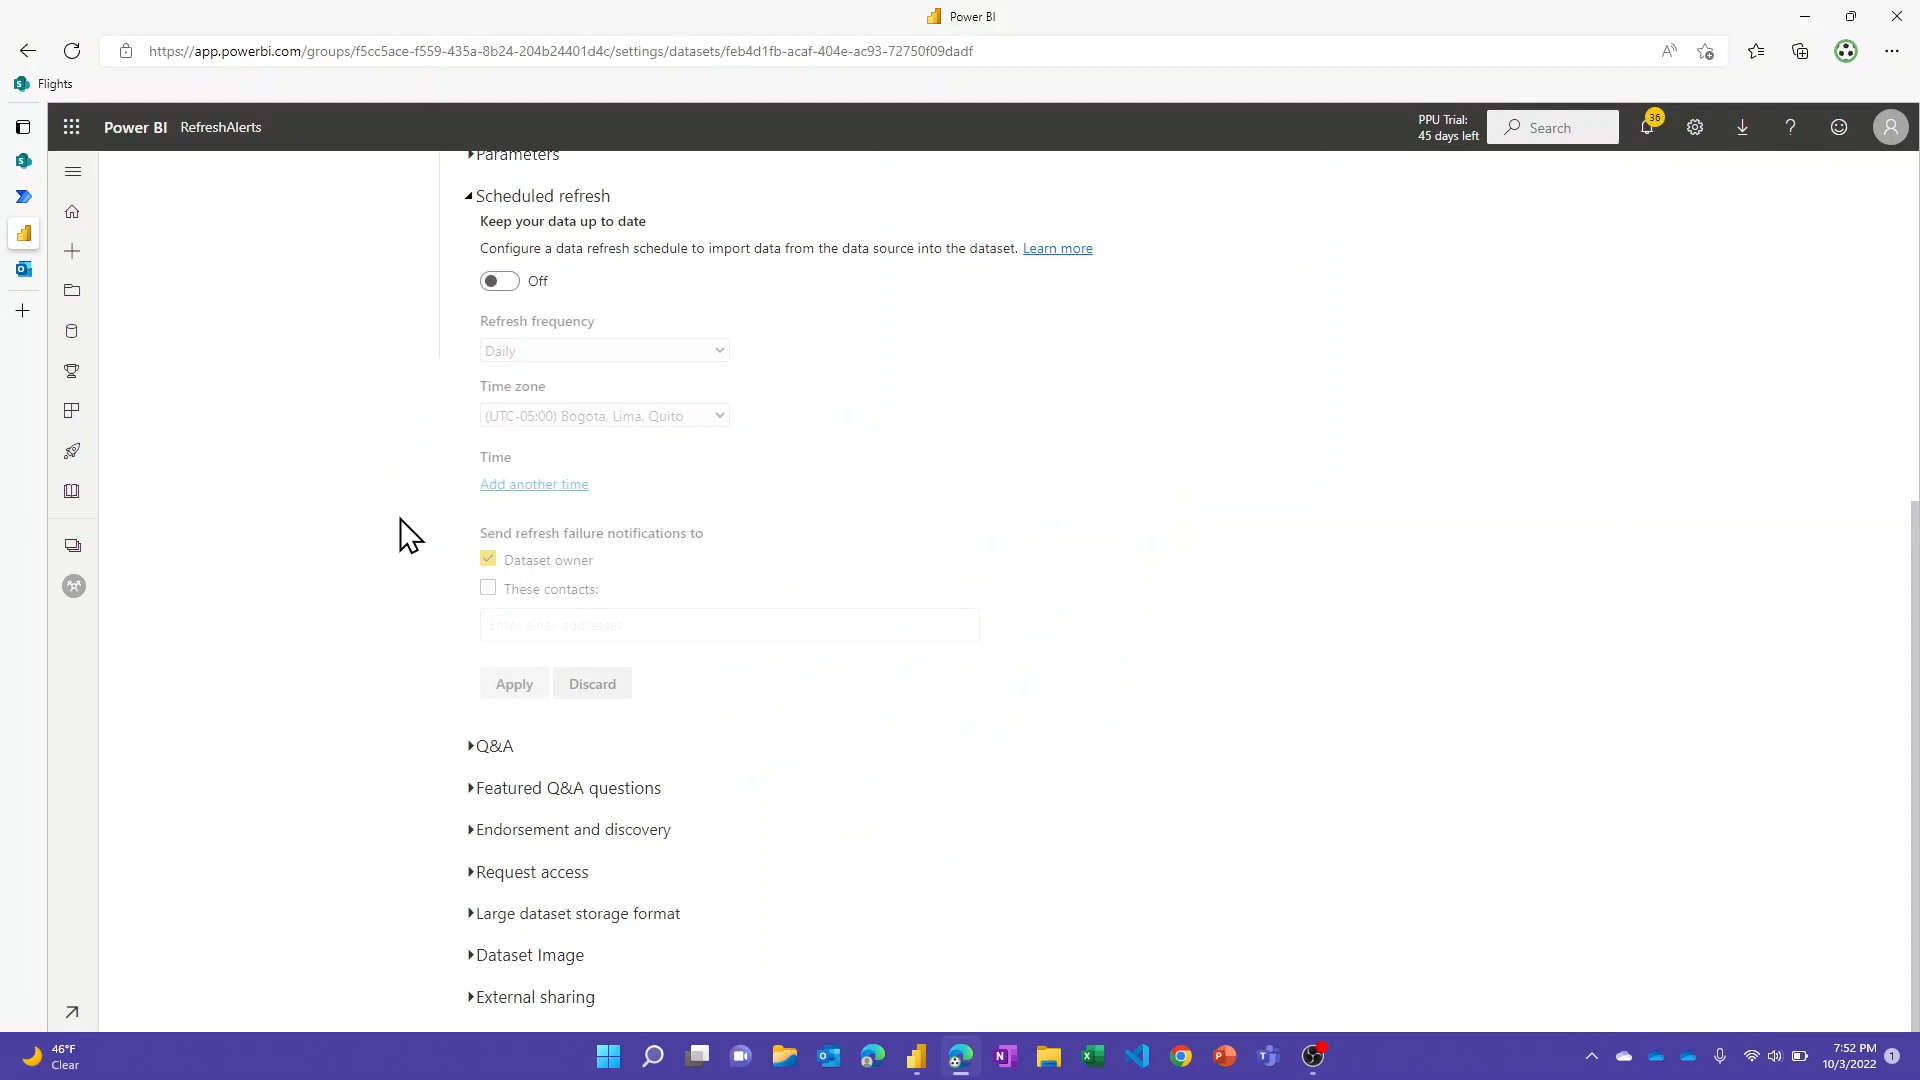 Power BI
https://app.powerbi.com/groups/f5cc5ace-f559-435a-8b24-204b24401d4c/settings/datasets/feb4d1fb-acaf-404e-ac93-72750f09dadf
Flights
Power BI RefreshAlerts
PPU Trial:
45 days left
Search
36
Parameters
Scheduled refresh
Keep your data up to date
Configure a data refresh schedule to import data from the data source into the dataset. Learn more
Off
Refresh frequency
Daily
Time zone
(UTC-05:00) Bogota, Lima, Quito
Time
Add another time
Send refresh failure notifications to
Dataset owner
These contacts:
Enter email addresses
Apply Discard
Q&A
Featured Q&A questions
Endorsement and discovery
Request access
Large dataset storage format
Dataset Image
External sharing
46°F
Clear
7:52 PM
10/3/2022
1